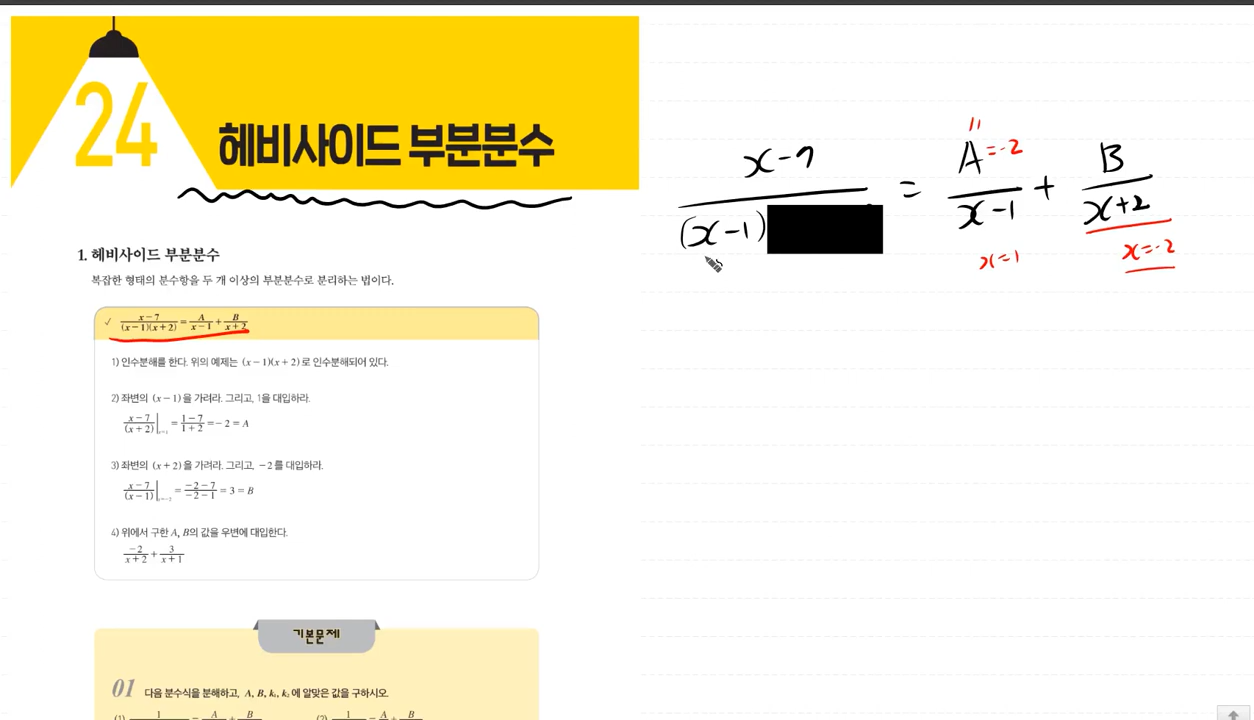 24
헤비사이드 부분분수
1. 헤비사이드 부분분수
복잡한 형태의 분수항을 두 개 이상의 부분분수로 분리하는 법이다.
✓ (x−7)/((x−1)(x+2)) = A/(x−1) + B/(x+2)
1) 인수분해를 한다. 위의 예제는 (x−1)(x+2)로 인수분해되어 있다.
2) 좌변의 (x−1)을 가려라. 그리고, 1을 대입하라.
(x−7)/(x+2)|x=1 = (1−7)/(1+2) = −2 = A
3) 좌변의 (x+2)을 가려라. 그리고, −2를 대입하라.
(x−7)/(x−1)|x=−2 = (−2−7)/(−2−1) = 3 = B
4) 위에서 구한 A, B의 값을 우변에 대입한다.
−2/(x+2) + 3/(x+1)
기본문제
01 다음 분수식을 분해하고, A, B, k₁, k₂에 알맞은 값을 구하시오.
(x−7)/((x−1) = A/(x−1) + B/(x+2)
=−2
x=1
x=−2